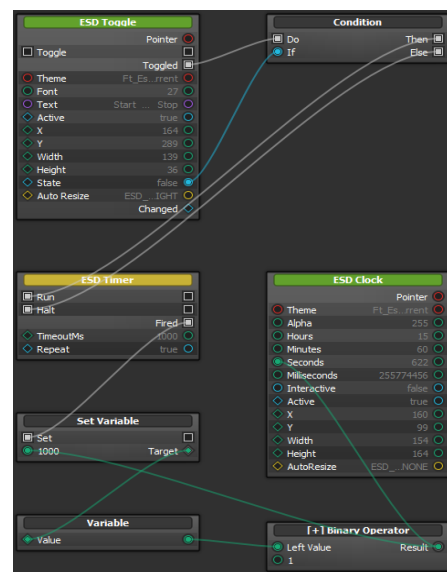 ESD Toggle
Pointer
Toggle
Toggled
Theme Ft_Es...rrent
Font 27
Text Start ... Stop
Active true
X 164
Y 289
Width 139
Height 36
State false
Auto Resize ESD_...IGHT
Changed
Condition
Do Then
If Else
ESD Timer
Run
Halt
Fired
TimeoutMs 1000
Repeat true
ESD Clock
Pointer
Theme Ft_Es...rrent
Alpha 255
Hours 15
Minutes 60
Seconds 622
Milliseconds 255774456
Interactive false
Active true
X 160
Y 99
Width 154
Height 164
AutoResize ESD_...NONE
Set Variable
Set
1000 Target
Variable
Value
[+] Binary Operator
Left Value Result
1